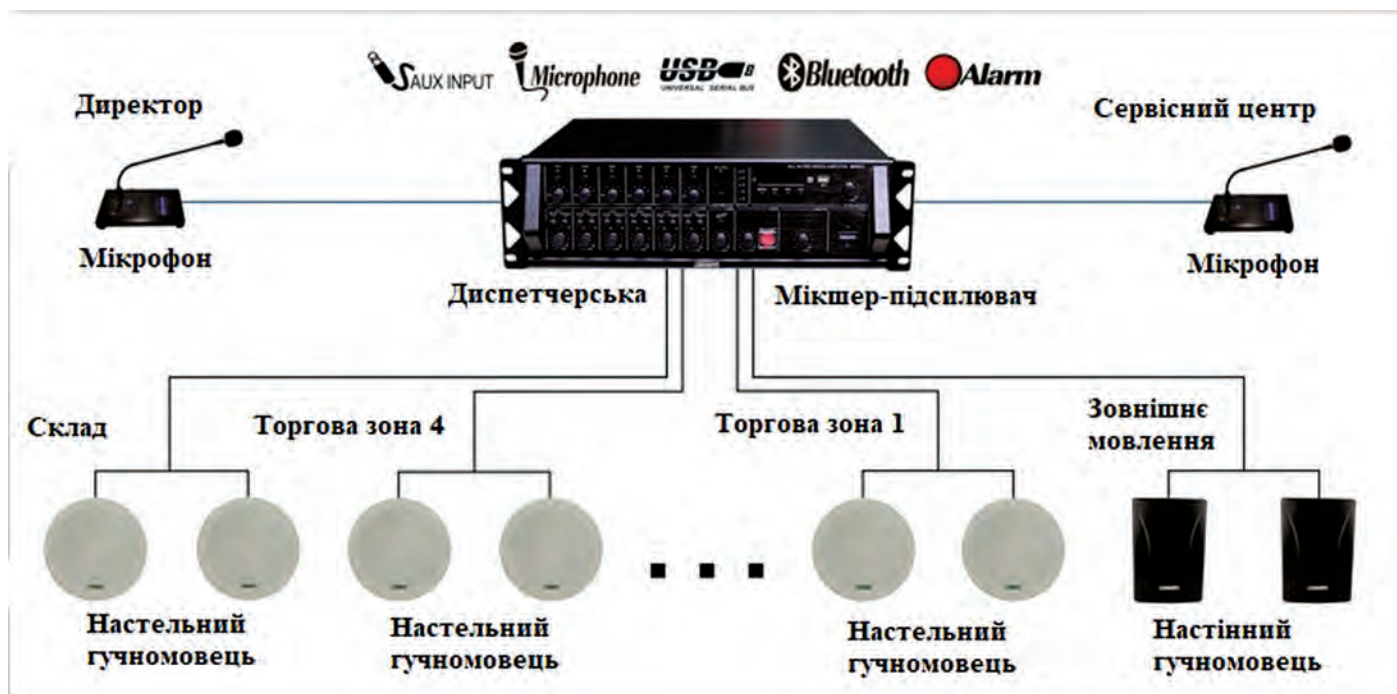 SAUX INPUT
Microphone
USB
UNIVERSAL SERIAL BUS
Bluetooth
Alarm
Директор
Сервісний центр
Мікрофон
Мікрофон
Диспетчерська
Мікшер-підсилювач
Склад
Торгова зона 4
Торгова зона 1
Зовнішнє
мовлення
Настельний
гучномовець
Настельний
гучномовець
Настельний
гучномовець
Настінний
гучномовець